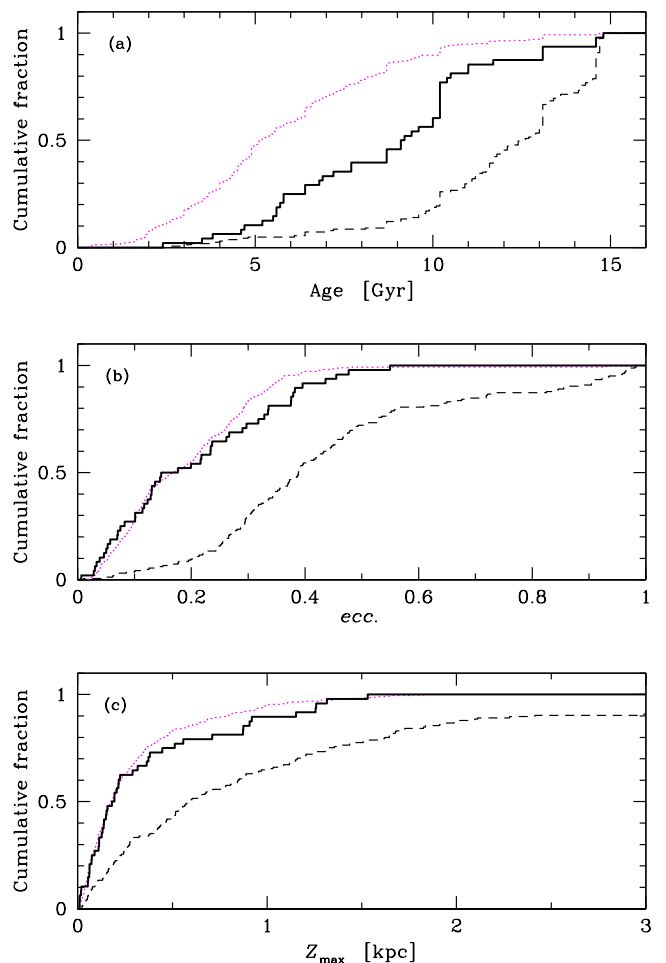 Cumulative fraction
1
0.5
0
(a)
0
5
10
15
Age [Gyr]
Cumulative fraction
1
0.5
0
(b)
0
0.2
0.4
0.6
0.8
1
ecc.
Cumulative fraction
1
0.5
0
(c)
0
1
2
3
Zmax [kpc]